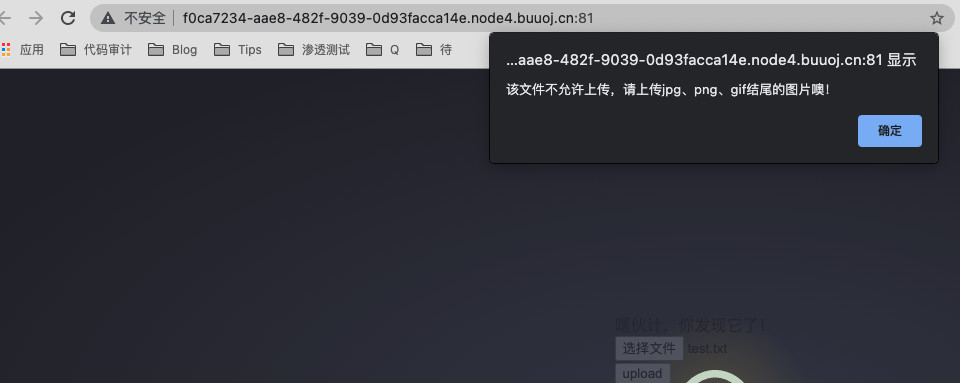 不安全 f0ca7234-aae8-482f-9039-0d93facca14e.node4.buuoj.cn:81
应用 代码审计 Blog Tips 渗透测试 Q 待
...aae8-482f-9039-0d93facca14e.node4.buuoj.cn:81 显示
该文件不允许上传，请上传jpg、png、gif结尾的图片噢！
确定
嘿伙计，你发现它了！
选择文件 test.txt
upload